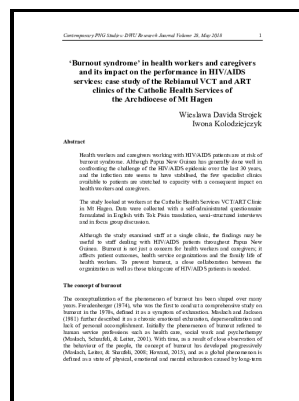 Contemporary PNG Studies: DWU Research Journal Volume 28, May 2018 1
‘Burnout syndrome’ in health workers and caregivers
and its impact on the performance in HIV/AIDS
services: case study of the Rebiamul VCT and ART
clinics of the Catholic Health Services of
the Archdiocese of Mt Hagen
Wieslawa Davida Strojek
Iwona Kolodziejczyk
Abstract
Health workers and caregivers working with HIV/AIDS patients are at risk of
burnout syndrome. Although Papua New Guinea has generally done well in
confronting the challenge of the HIV/AIDS epidemic over the last 30 years,
and the infection rate seems to have stabilised, the few specialist clinics
available to patients are stretched to capacity with a consequent impact on
health workers and caregivers.
The study looked at workers at the Catholic Health Services VCT/ART Clinic
in Mt Hagen. Data were collected with a self-administrated questionnaire
formulated in English with Tok Pisin translation, semi-structured interviews
and in focus group discussion.
Although the study examined staff at a single clinic, the findings may be
useful to staff dealing with HIV/AIDS patients throughout Papua New
Guinea. Burnout is not just a concern for health workers and caregivers; it
affects patient outcomes, health service organizations and the family life of
health workers. To prevent burnout, a close collaboration between the
organization as well as those taking care of HIV/AIDS patients is needed.
The concept of burnout
The conceptualization of the phenomenon of burnout has been shaped over many
years. Freudenberger (1974), who was the first to conduct a comprehensive study on
burnout in the 1970s, defined it as a symptom of exhaustion. Maslach and Jackson
(1981) further described it as a chronic emotional exhaustion, depersonalization and
lack of personal accomplishment. Initially the phenomenon of burnout referred to
human service professions such as health care, social work and psychotherapy
(Maslach, Schaufeli, & Leiter, 2001). With time, as a result of close observation of
the behaviour of the people, the concept of burnout has developed progressively
(Maslach, Leiter, & Shaufeli, 2008; Howard, 2015), and as a global phenomenon is
defined as a state of physical, emotional and mental exhaustion caused by long-term